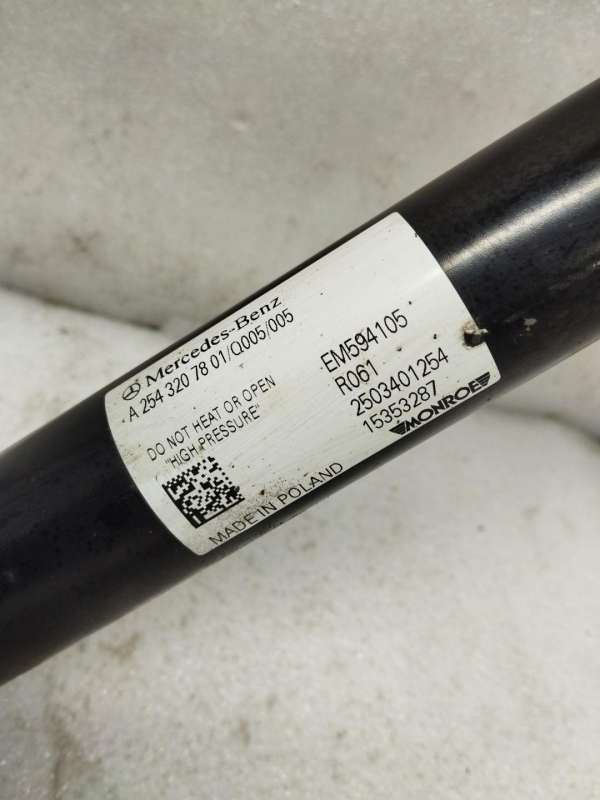 Mercedes-Benz
A 254 320 78 01/Q005/005
DO NOT HEAT OR OPEN
"HIGH PRESSURE"
MADE IN POLAND
EM594105
R061
2503401254
15353287
MONROE